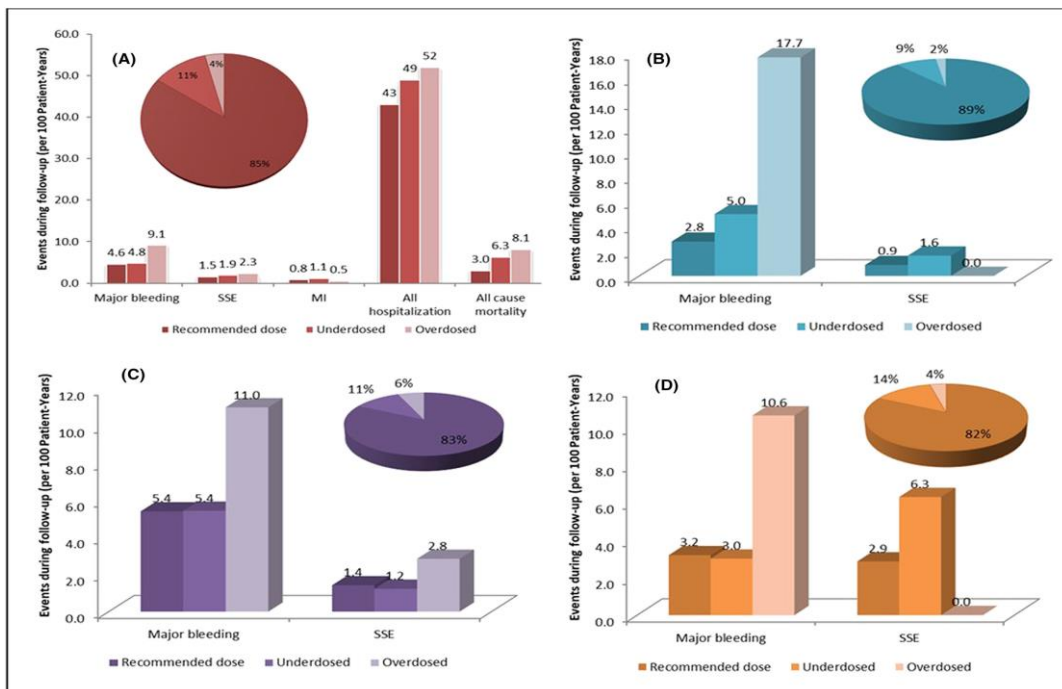 (A)
Events during follow-up (per 100 Patient-Years)
60.0
50.0
40.0
30.0
20.0
10.0
0.0
4%
11%
85%
4.6 4.8 9.1
1.5 1.9 2.3
0.8 1.1 0.5
43 49 52
3.0 6.3 8.1
Major bleeding SSE MI All hospitalization All cause mortality
Recommended dose Underdosed Overdosed
(B)
Events during follow-up (per 100 Patient-Years)
18.0
16.0
14.0
12.0
10.0
8.0
6.0
4.0
2.0
0.0
9% 2%
89%
2.8 5.0 17.7
0.9 1.6 0.0
Major bleeding SSE
Recommended dose Underdosed Overdosed
(C)
Events during follow-up (per 100 Patient-Years)
12.0
10.0
8.0
6.0
4.0
2.0
0.0
11% 6%
83%
5.4 5.4 11.0
1.4 1.2 2.8
Major bleeding SSE
Recommended dose Underdosed Overdosed
(D)
Events during follow-up (per 100 Patient-Years)
12.0
10.0
8.0
6.0
4.0
2.0
0.0
14% 4%
82%
3.2 3.0 10.6
2.9 6.3 0.0
Major bleeding SSE
Recommended dose Underdosed Overdosed